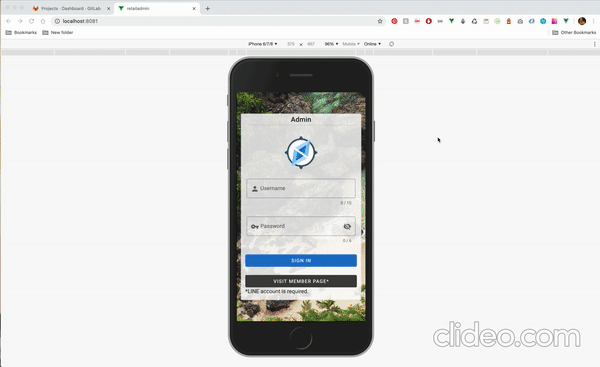 Projects · Dashboard · GitLab
retailadmin
localhost:8081
Bookmarks
New folder
Other Bookmarks
iPhone 6/7/8
375
667
96%
Mobile
Online
Admin
Username
0 / 10
Password
0 / 6
SIGN IN
VISIT MEMBER PAGE*
*LINE account is required.
clideo.com